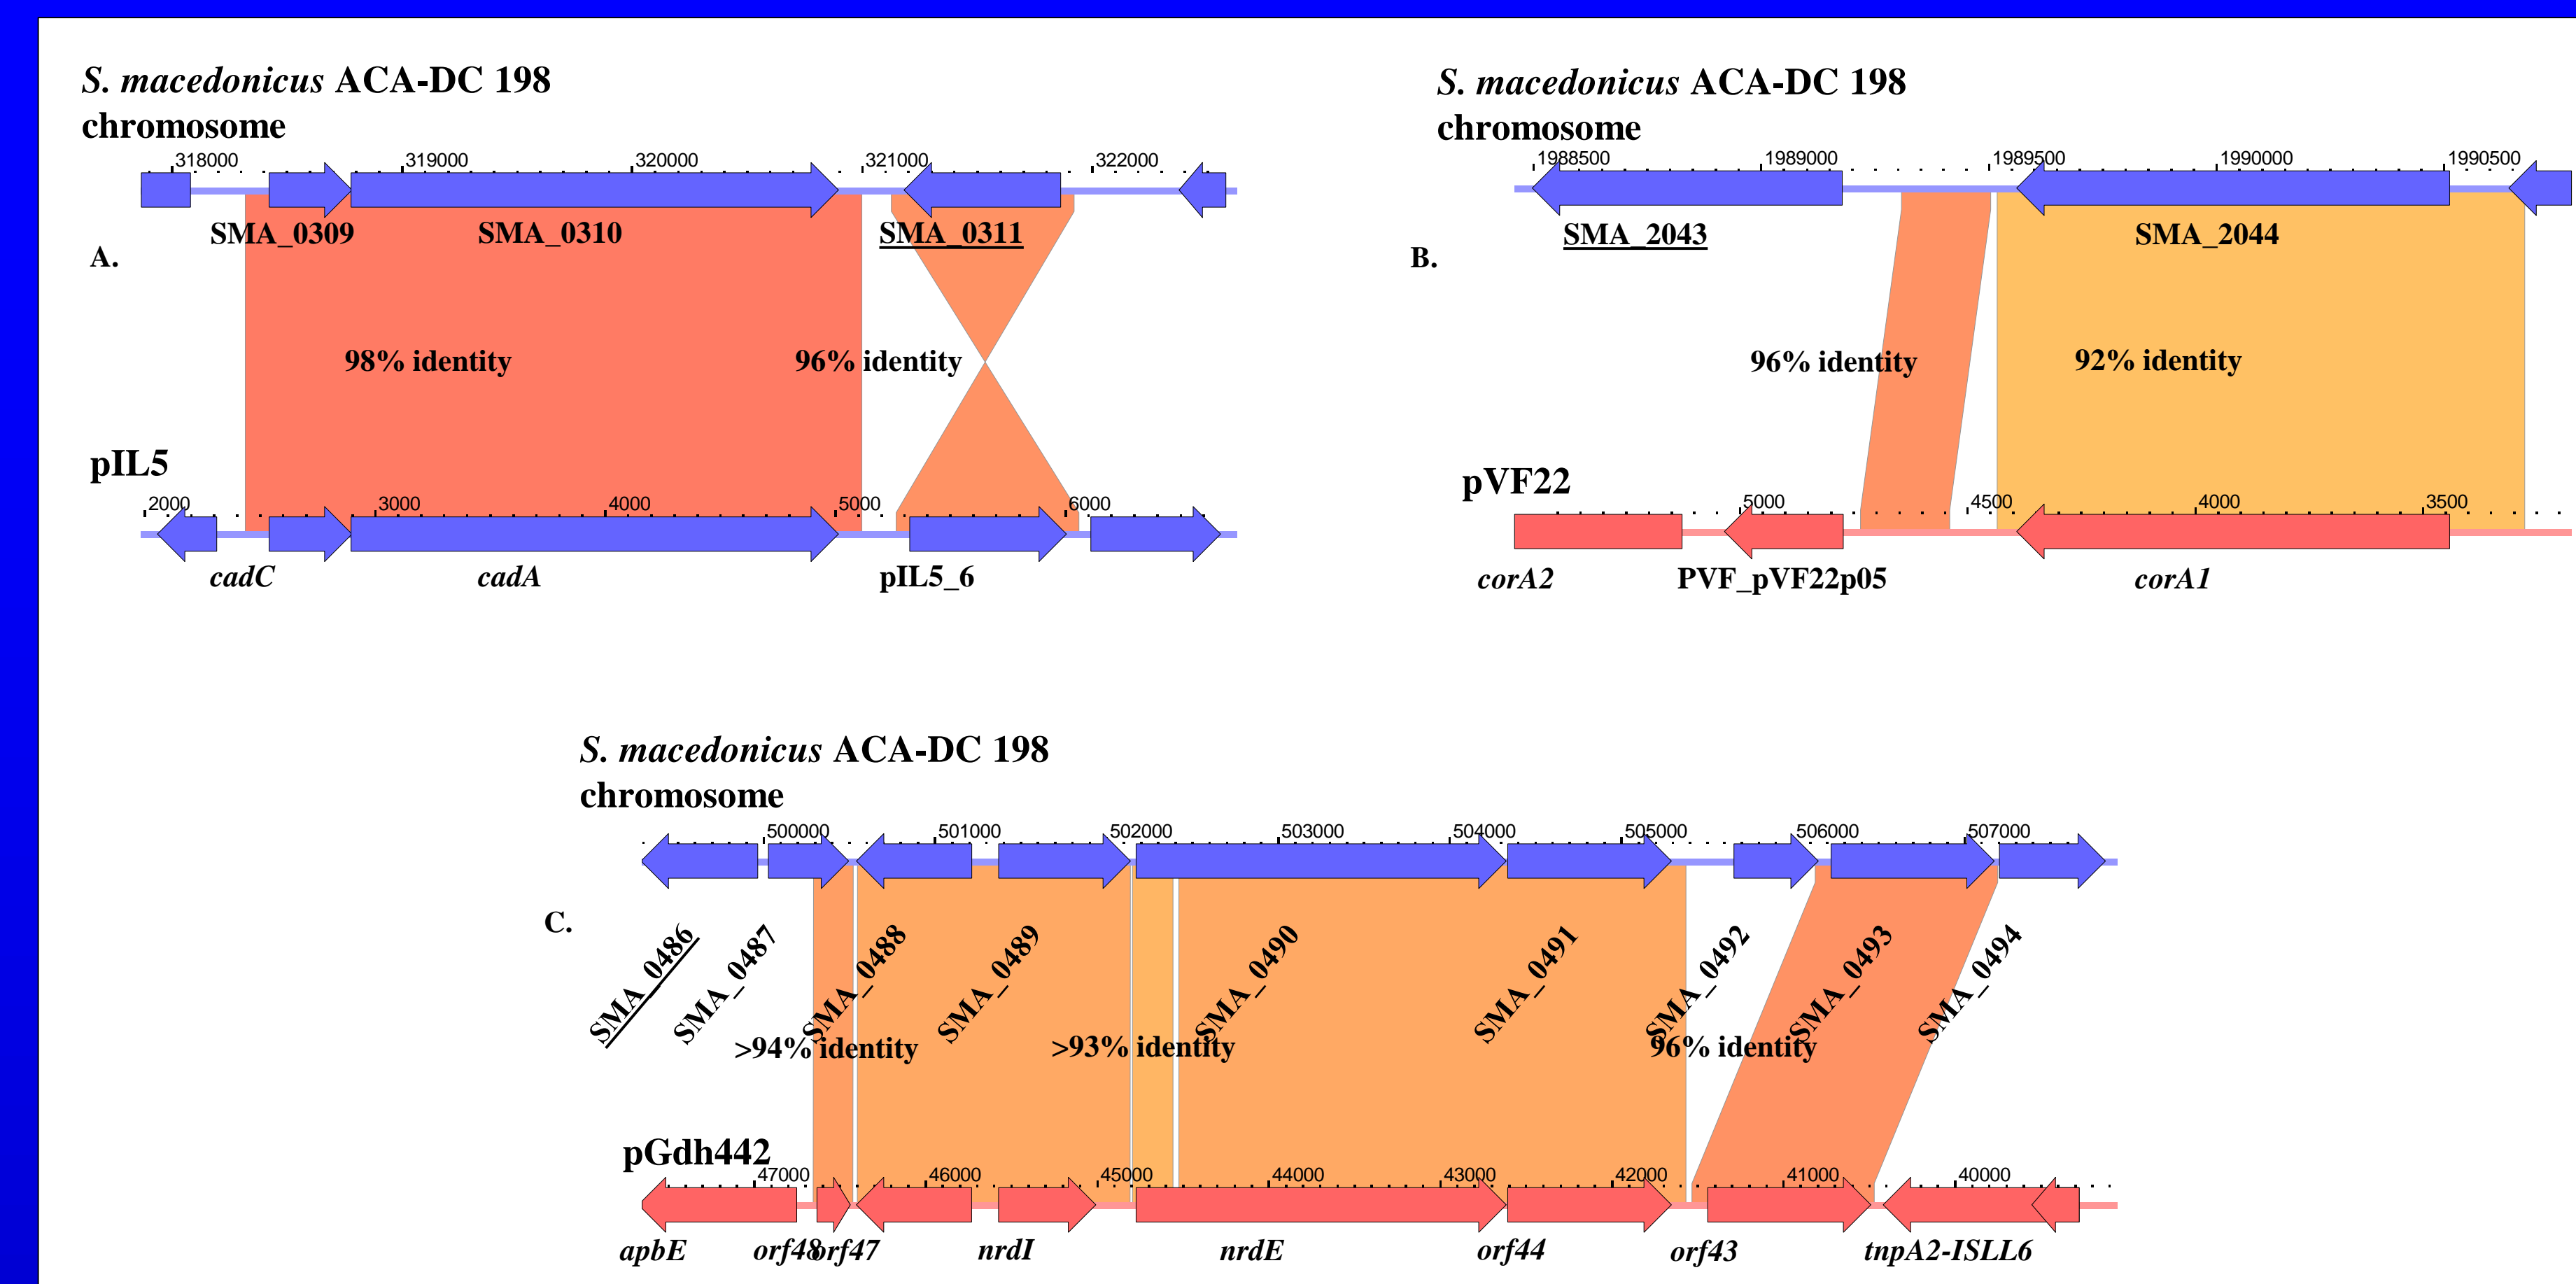 S. macedonicus ACA-DC 198
chromosome
318000 319000 320000 321000 322000
SMA_0309 SMA_0310 SMA_0311
A.
98% identity 96% identity
pIL5
2000 3000 4000 5000 6000
cadC cadA pIL5_6
S. macedonicus ACA-DC 198
chromosome
1988500 1989000 1989500 1990000 1990500
SMA_2043 SMA_2044
B.
96% identity 92% identity
pVF22
5000 4500 4000 3500
corA2 PVF_pVF22p05 corA1
S. macedonicus ACA-DC 198
chromosome
500000 501000 502000 503000 504000 505000 506000 507000
C.
SMA_0486 SMA_0487 SMA_0488 SMA_0489 SMA_0490 SMA_0491 SMA_0492 SMA_0493 SMA_0494
>94% identity >93% identity 96% identity
pGdh442
47000 46000 45000 44000 43000 42000 41000 40000
apbE orf48 orf47 nrdI nrdE orf44 orf43 tnpA2-ISLL6